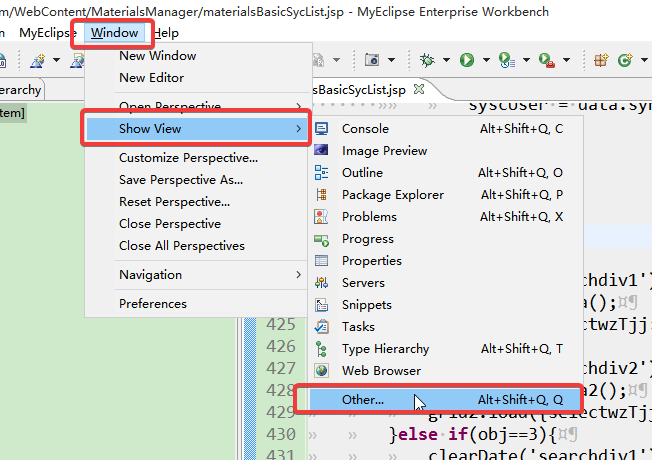 om/WebContent/MaterialsManager/materialsBasicSycList.jsp - MyEclipse Enterprise Workbench
MyEclipse Window Help
New Window
New Editor
Open Perspective
Show View
Customize Perspective...
Save Perspective As...
Reset Perspective...
Close Perspective
Close All Perspectives
Navigation
Preferences
erarchy
tem]
Console Alt+Shift+Q, C
Image Preview
Outline Alt+Shift+Q, O
Package Explorer Alt+Shift+Q, P
Problems Alt+Shift+Q, X
Progress
Properties
Servers
Snippets
Tasks
Type Hierarchy Alt+Shift+Q, T
Web Browser
Other... Alt+Shift+Q, Q
lsBasicSycList.jsp
sycUser = data.syn
chdiv1')
a();¤¶
425 ectwzTjj:
426
427 chdiv2')
428 a2();¤¶
429 grid2.load({selectwzTjj:
430 }else if(obj==3){¤¶
431 clearDate('searchdiv1')